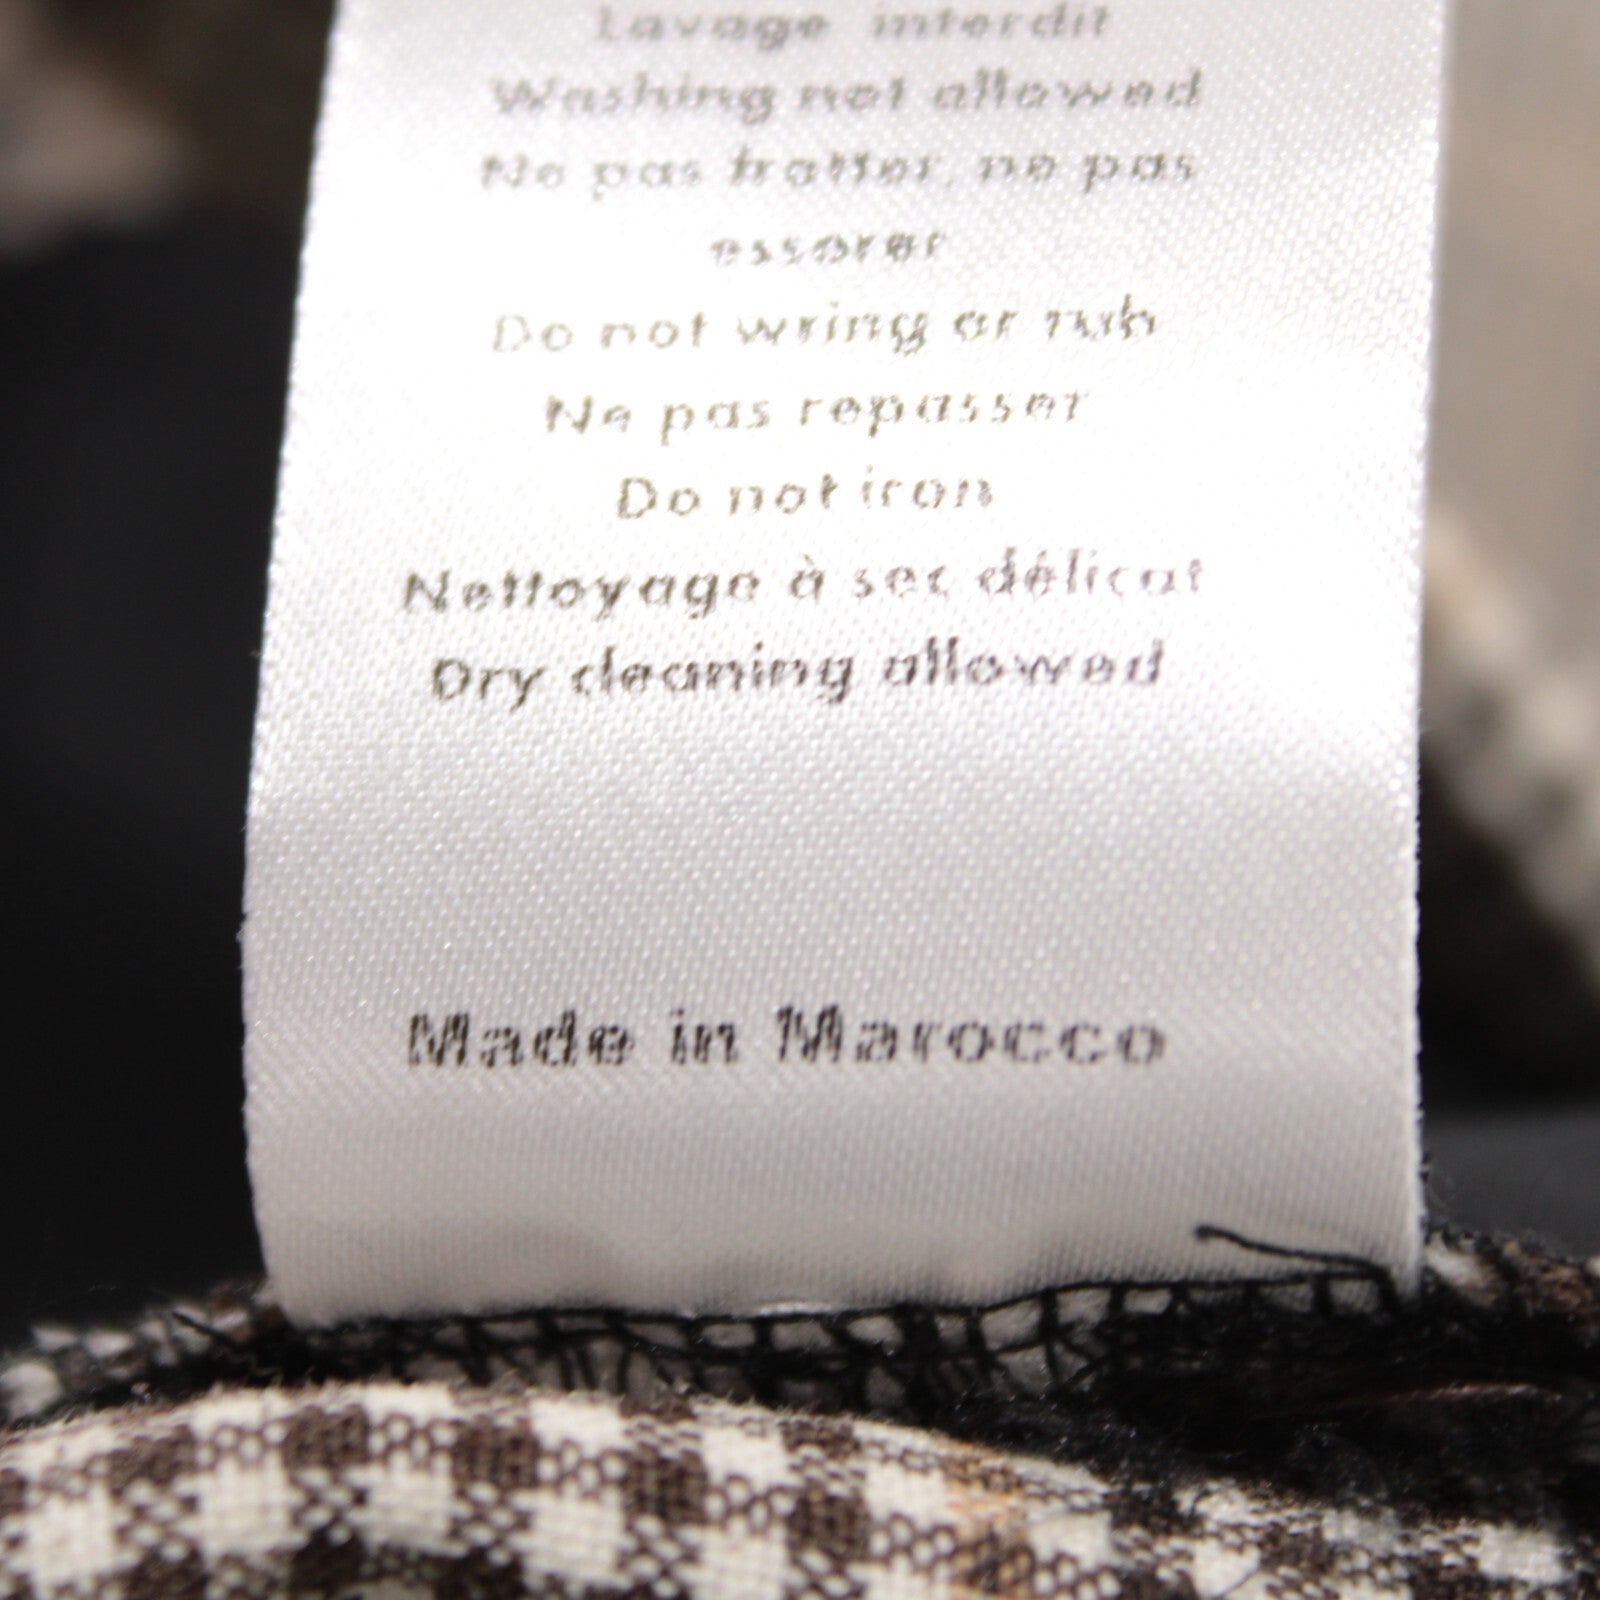 Lavage interdit
Washing not allowed
Ne pas frotter, ne pas
essorer
Do not wring or rub
Ne pas repasser
Do not iron
Nettoyage à sec délicat
Dry cleaning allowed
Made in Marocco